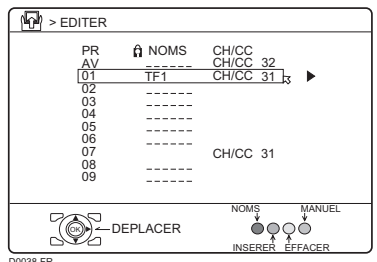 > EDITER
PR NOMS CH/CC
AV ------ CH/CC 32
01 TF1 CH/CC 31
02 ------
03 ------
04 ------
05 ------
06 ------
07 CH/CC 31
08 ------
09 ------
OK DEPLACER
NOMS MANUEL
INSERER EFFACER
D0038-FR